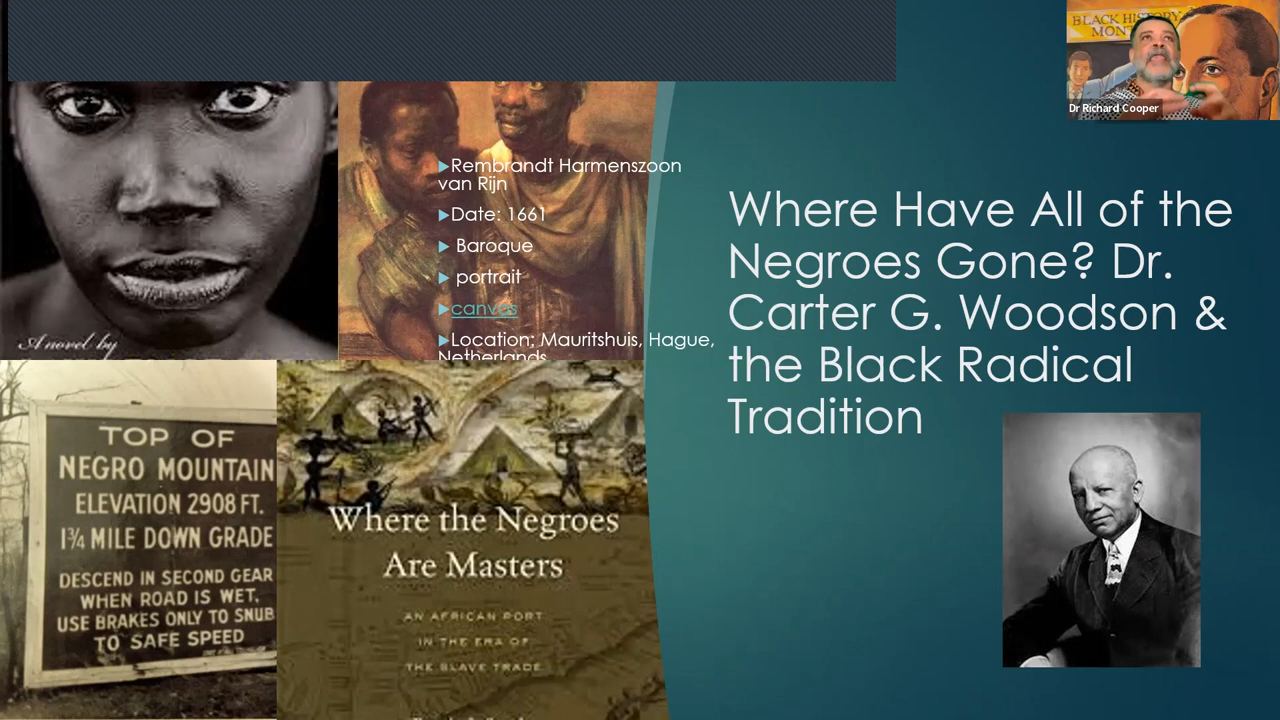 BLACK HISTORY
MONT
Dr Richard Cooper
Rembrandt Harmenszoon
van Rijn
Date: 1661
Baroque
portrait
canvas
Location: Mauritshuis, Hague,
Netherlands
A novel by
Where Have All of the
Negroes Gone? Dr.
Carter G. Woodson &
the Black Radical
Tradition
TOP OF
NEGRO MOUNTAIN
ELEVATION 2908 FT.
1¾ MILE DOWN GRADE
DESCEND IN SECOND GEAR
WHEN ROAD IS WET.
USE BRAKES ONLY TO SNUB
TO SAFE SPEED
Where the Negroes
Are Masters
AN AFRICAN PORT
IN THE ERA OF
THE SLAVE TRADE